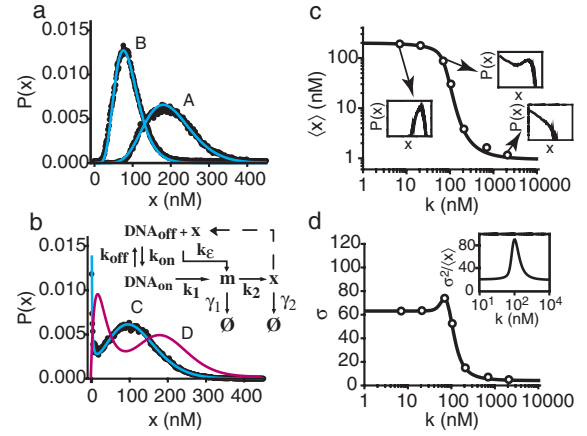 a
0.015
0.010
0.005
0.000
P(x)
B
A
0 100 200 300 400
x (nM)
b
0.015
0.010
0.005
0.000
P(x)
DNAoff + x
koff kon kε
DNAon k1 m k2 x
γ1 γ2
Ø Ø
C
D
0 100 200 300 400
x (nM)
c
100
10
1
⟨x⟩ (nM)
P(x)
x
P(x)
x
P(x)
x
1 10 100 1000 10000
k (nM)
d
120
100
80
60
40
20
0
σ
σ²/⟨x⟩
100
0
10¹ 10² 10⁴
k (nM)
1 10 100 1000 10000
k (nM)